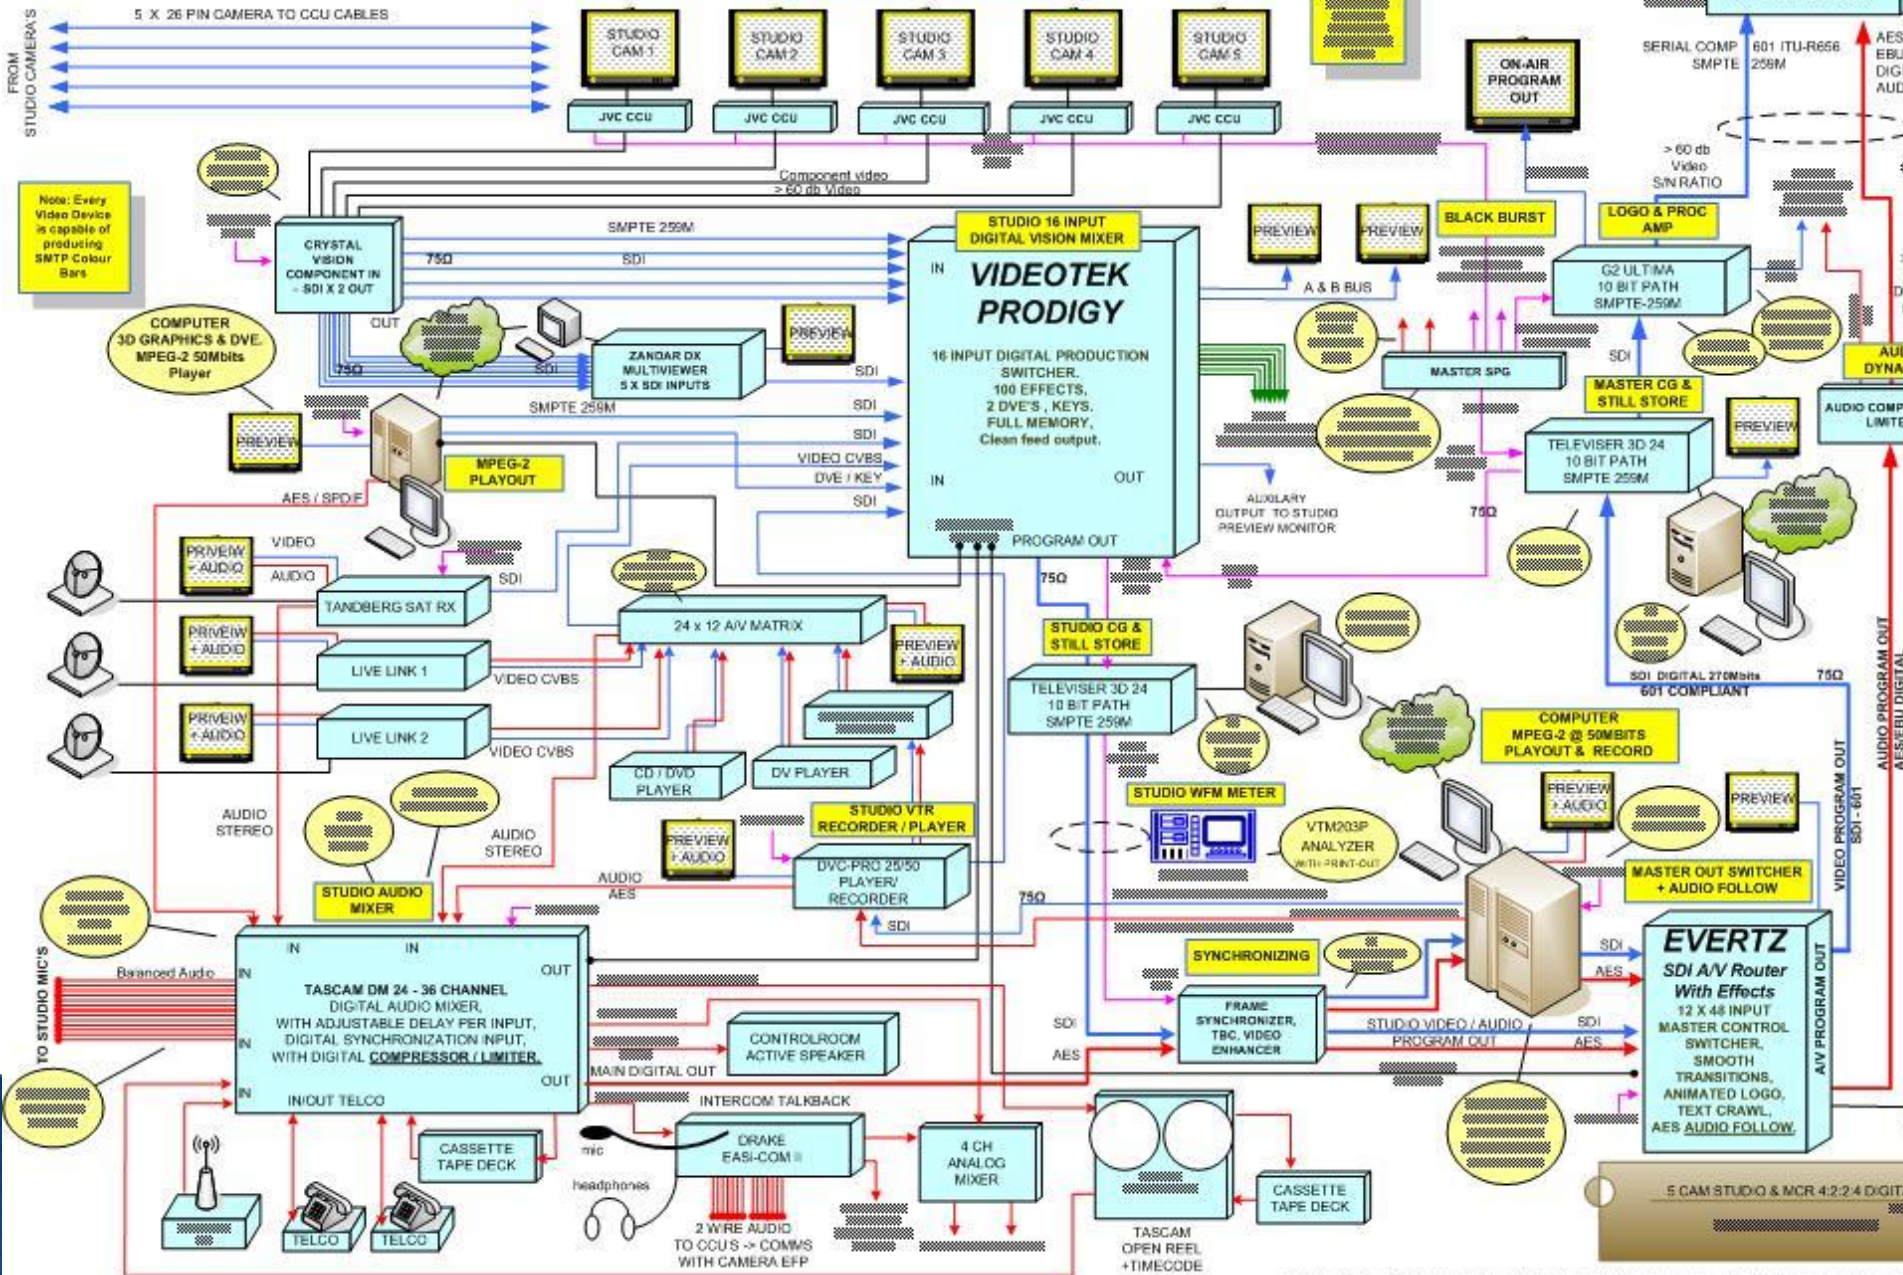 5 X 26 PIN CAMERA TO CCU CABLES
FROM
STUDIO CAMERA'S
STUDIO
CAM 1
STUDIO
CAM 2
STUDIO
CAM 3
STUDIO
CAM 4
STUDIO
CAM 5
JVC CCU
JVC CCU
JVC CCU
JVC CCU
JVC CCU
ON-AIR
PROGRAM
OUT
SERIAL COMP 601 ITU-R656
SMPTE 259M
> 60 db
Video
S/N RATIO
Note: Every
Video Device
is capable of
producing
SMTP Colour
Bars
Component video
> 60 db Video
CRYSTAL
VISION
COMPONENT IN
– SDI X 2 OUT
OUT
75Ω
SMPTE 259M
SDI
STUDIO 16 INPUT
DIGITAL VISION MIXER
IN
VIDEOTEK
PRODIGY
16 INPUT DIGITAL PRODUCTION
SWITCHER.
100 EFFECTS,
2 DVE'S , KEYS.
FULL MEMORY,
Clean feed output.
IN
OUT
PROGRAM OUT
PREVIEW
PREVIEW
A & B BUS
BLACK BURST
LOGO & PROC
AMP
G2 ULTIMA
10 BIT PATH
SMPTE-259M
SDI
MASTER SPG
MASTER CG &
STILL STORE
TELEVISER 3D 24
10 BIT PATH
SMPTE 259M
PREVIEW
AUDIO COMP
LIMITE
COMPUTER
3D GRAPHICS & DVE.
MPEG-2 50Mbits
Player
PREVIEW
75Ω
SDI
ZANDAR DX
MULTIVIEWER
5 X SDI INPUTS
PREVIEW
SDI
SMPTE 259M
SDI
SDI
VIDEO CVBS
DVE / KEY
SDI
MPEG-2
PLAYOUT
AES / SPDIF
AUXILARY
OUTPUT TO STUDIO
PREVIEW MONITOR
75Ω
PRIVEIW
+ AUDIO
VIDEO
AUDIO
TANDBERG SAT RX
SDI
PRIVEIW
+ AUDIO
LIVE LINK 1
VIDEO CVBS
PRIVEIW
+ AUDIO
LIVE LINK 2
VIDEO CVBS
24 x 12 A/V MATRIX
PREVIEW
+ AUDIO
CD / DVD
PLAYER
DV PLAYER
75Ω
STUDIO CG &
STILL STORE
TELEVISER 3D 24
10 BIT PATH
SMPTE 259M
SDI DIGITAL 270Mbits
601 COMPLIANT
75Ω
AUDIO PROGRAM OUT
AES/EBU DIGITAL
COMPUTER
MPEG-2 @ 50MBITS
PLAYOUT & RECORD
PREVIEW
+ AUDIO
PREVIEW
VIDEO PROGRAM OUT
SDI - 601
STUDIO WFM METER
VTM203P
ANALYZER
WITH PRINT-OUT
MASTER OUT SWITCHER
+ AUDIO FOLLOW
AUDIO
STEREO
AUDIO
STEREO
STUDIO VTR
RECORDER / PLAYER
PREVIEW
+ AUDIO
DVC-PRO 25/50
PLAYER/
RECORDER
AUDIO
AES
SDI
75Ω
STUDIO AUDIO
MIXER
TO STUDIO MIC'S
Balanced Audio
IN
IN
IN
IN
IN
OUT
OUT
TASCAM DM 24 - 36 CHANNEL
DIGITAL AUDIO MIXER,
WITH ADJUSTABLE DELAY PER INPUT,
DIGITAL SYNCHRONIZATION INPUT,
WITH DIGITAL COMPRESSOR / LIMITER.
IN/OUT TELCO
CONTROLROOM
ACTIVE SPEAKER
MAIN DIGITAL OUT
INTERCOM TALKBACK
SYNCHRONIZING
SDI
AES
FRAME
SYNCHRONIZER,
TBC, VIDEO
ENHANCER
STUDIO VIDEO / AUDIO
PROGRAM OUT
SDI
AES
SDI
AES
EVERTZ
SDI A/V Router
With Effects
12 X 48 INPUT
MASTER CONTROL
SWITCHER,
SMOOTH
TRANSITIONS,
ANIMATED LOGO,
TEXT CRAWL,
AES AUDIO FOLLOW.
A/V PROGRAM OUT
TELCO
TELCO
CASSETTE
TAPE DECK
mic
headphones
DRAKE
EASI-COM II
2 WIRE AUDIO
TO CCU'S -> COMMS
WITH CAMERA EFP
4 CH
ANALOG
MIXER
TASCAM
OPEN REEL
+TIMECODE
CASSETTE
TAPE DECK
5 CAM STUDIO & MCR 4:2:2:4 DIGIT